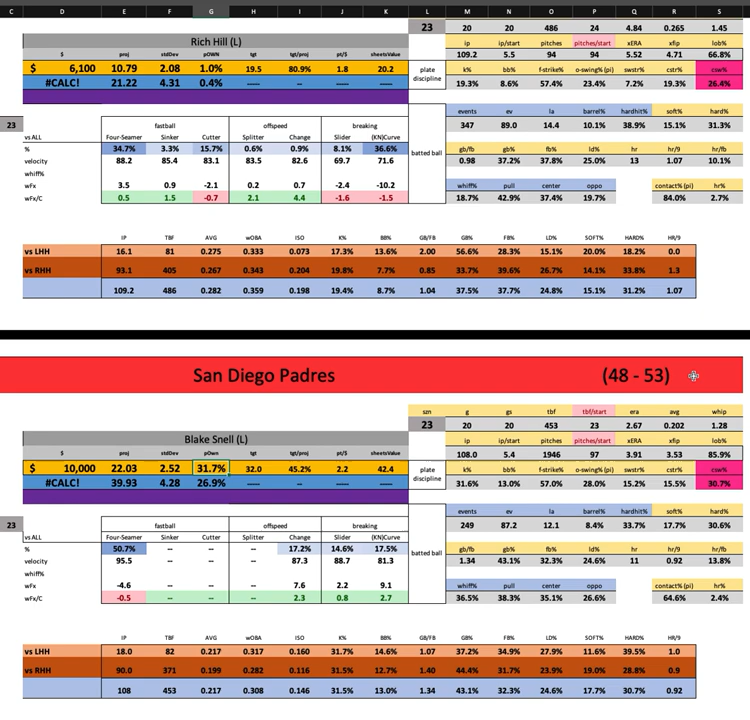 C D E F G H I J K L M N O P Q R S
23 20 20 486 24 4.84 0.265 1.45
Rich Hill (L) ip ip/start pitches pitches/start xERA xfip lob%
109.2 5.5 94 94 5.52 4.71 66.8%
$ proj stdDev pOWN tgt tgt/proj pt/$ sheetsValue
$ 6,100 10.79 2.08 1.0% 19.5 80.9% 1.8 20.2 plate discipline k% bb% f-strike% o-swing% (pi) swstr% cstr% csw%
#CALC! 21.22 4.31 0.4% -- -- -- -- 19.3% 8.6% 57.4% 23.4% 7.2% 19.3% 26.4%
events ev la barrel% hardhit% soft% hard%
23 fastball offspeed breaking 347 89.0 14.4 10.1% 38.9% 15.1% 31.3%
vs ALL Four-Seamer Sinker Cutter Splitter Change Slider (KN)Curve
% 34.7% 3.3% 15.7% 0.6% 0.9% 8.1% 36.6% batted ball gb/fb gb% fb% ld% hr hr/9 hr/fb
velocity 88.2 85.4 83.1 83.5 82.6 69.7 71.6 0.98 37.2% 37.8% 25.0% 13 1.07 10.1%
whiff%
wFx 3.5 0.9 -2.1 0.2 0.7 -2.4 -10.2 whiff% pull center oppo contact% (pi) hr%
wFx/C 0.5 1.5 -0.7 2.1 4.4 -1.6 -1.5 18.7% 42.9% 37.4% 19.7% 84.0% 2.7%
IP TBF AVG wOBA ISO K% BB% GB/FB GB% FB% LD% SOFT% HARD% HR/9
vs LHH 16.1 81 0.275 0.333 0.073 17.3% 13.6% 2.00 56.6% 28.3% 15.1% 20.0% 18.2% 0.0
vs RHH 93.1 405 0.267 0.343 0.204 19.8% 7.7% 0.85 33.7% 39.6% 26.7% 14.1% 33.8% 1.3
109.2 486 0.282 0.359 0.198 19.4% 8.7% 1.04 37.5% 37.7% 24.8% 15.1% 31.2% 1.07
San Diego Padres (48 - 53)
szn g gs tbf tbf/start era avg whip
23 20 20 453 23 2.67 0.202 1.28
Blake Snell (L) ip ip/start pitches pitches/start xERA xfip lob%
$ proj stdDev pOwn tgt tgt/proj pt/$ sheetsValue 108.0 5.4 1946 97 3.91 3.53 85.9%
$ 10,000 22.03 2.52 31.7% 32.0 45.2% 2.2 42.4 plate discipline k% bb% f-strike% o-swing% (pi) swstr% cstr% csw%
#CALC! 39.93 4.28 26.9% ---- -- ---- ---- 31.6% 13.0% 57.0% 28.0% 15.2% 15.5% 30.7%
events ev la barrel% hardhit% soft% hard%
23 fastball offspeed breaking 249 87.2 12.1 8.4% 33.7% 17.7% 30.6%
vs ALL Four-Seamer Sinker Cutter Splitter Change Slider (KN)Curve
% 50.7% -- -- -- 17.2% 14.6% 17.5% batted ball gb/fb gb% fb% ld% hr hr/9 hr/fb
velocity 95.5 -- -- -- 87.3 88.7 81.3 1.34 43.1% 32.3% 24.6% 11 0.92 13.8%
whiff%
wFx -4.6 7.6 2.2 9.1 whiff% pull center oppo contact% (pi) hr%
wFx/C -0.5 -- -- -- 2.3 0.8 2.7 36.5% 38.3% 35.1% 26.6% 64.6% 2.4%
IP TBF AVG wOBA ISO K% BB% GB/FB GB% FB% LD% SOFT% HARD% HR/9
vs LHH 18.0 82 0.217 0.317 0.160 31.7% 14.6% 1.07 37.2% 34.9% 27.9% 11.6% 39.5% 1.0
vs RHH 90.0 371 0.199 0.282 0.116 31.5% 12.7% 1.40 44.4% 31.7% 23.9% 19.0% 28.8% 0.9
108 453 0.217 0.308 0.146 31.5% 13.0% 1.34 43.1% 32.3% 24.6% 17.7% 30.7% 0.92